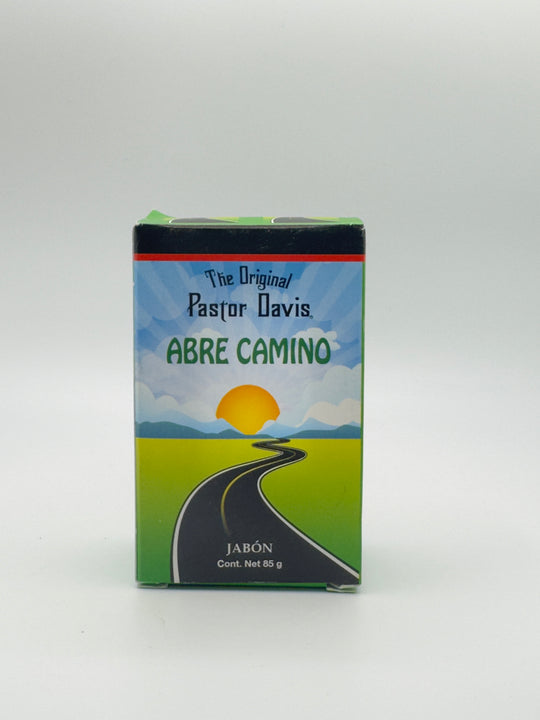 The Original
Pastor Davis®
ABRE CAMINO
JABÓN
Cont. Net 85 g